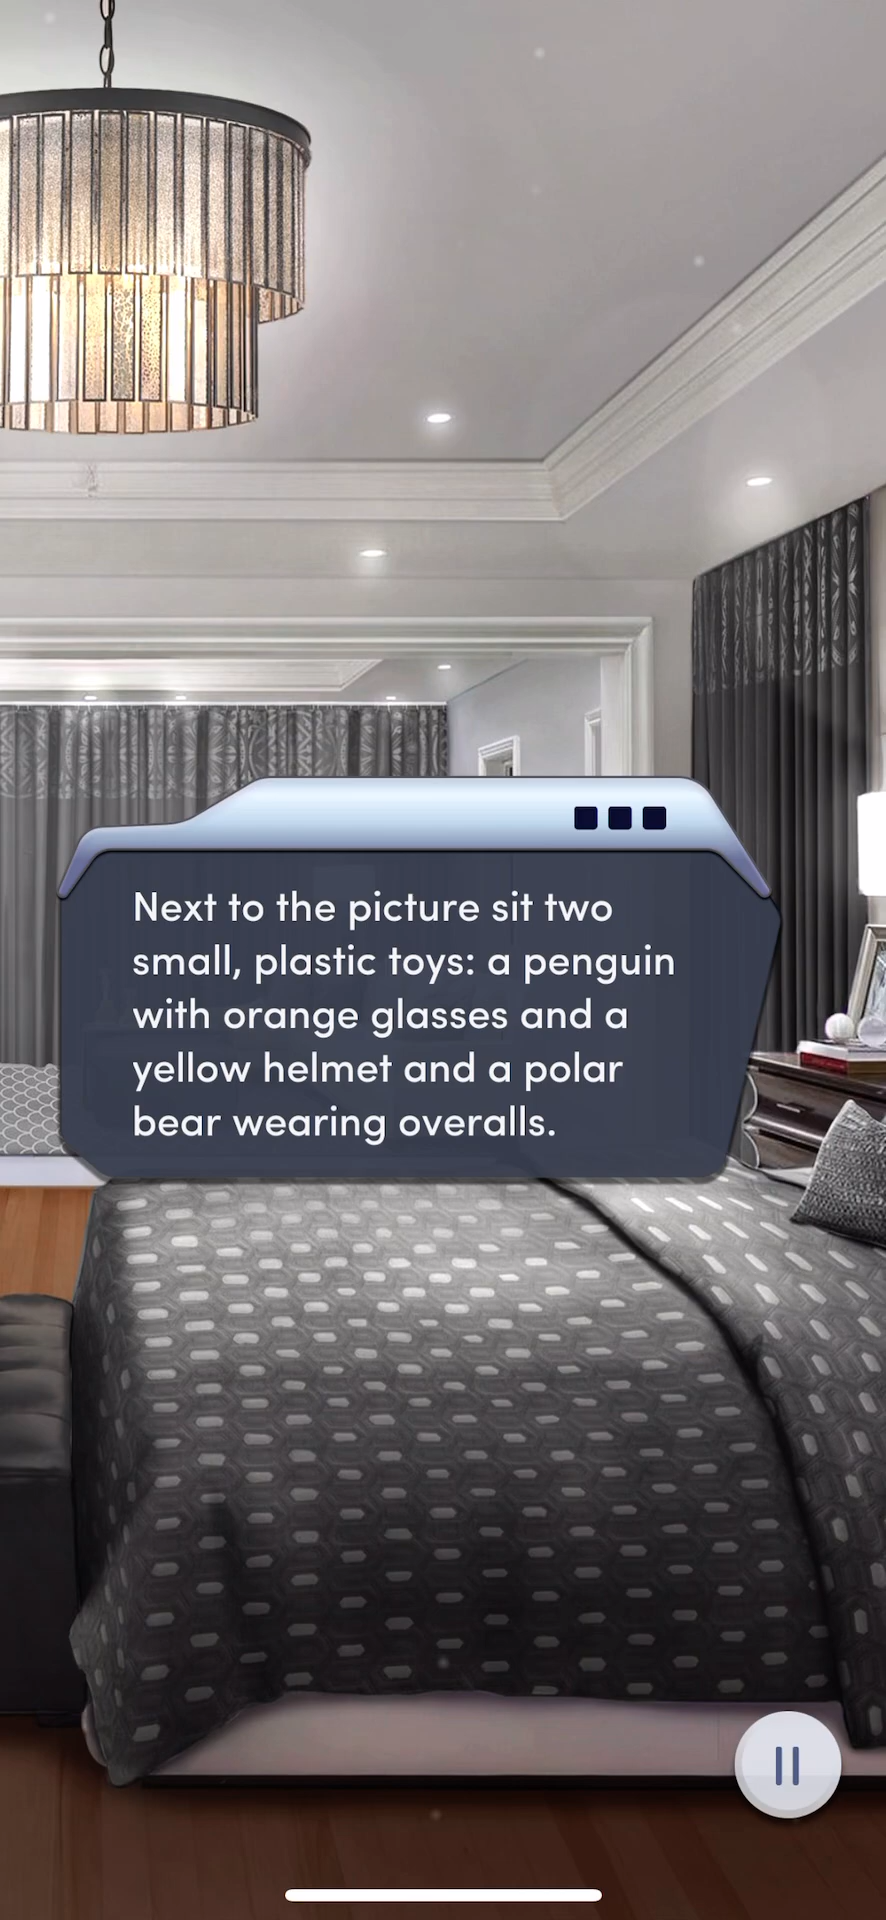 Next to the picture sit two
small, plastic toys: a penguin
with orange glasses and a
yellow helmet and a polar
bear wearing overalls.